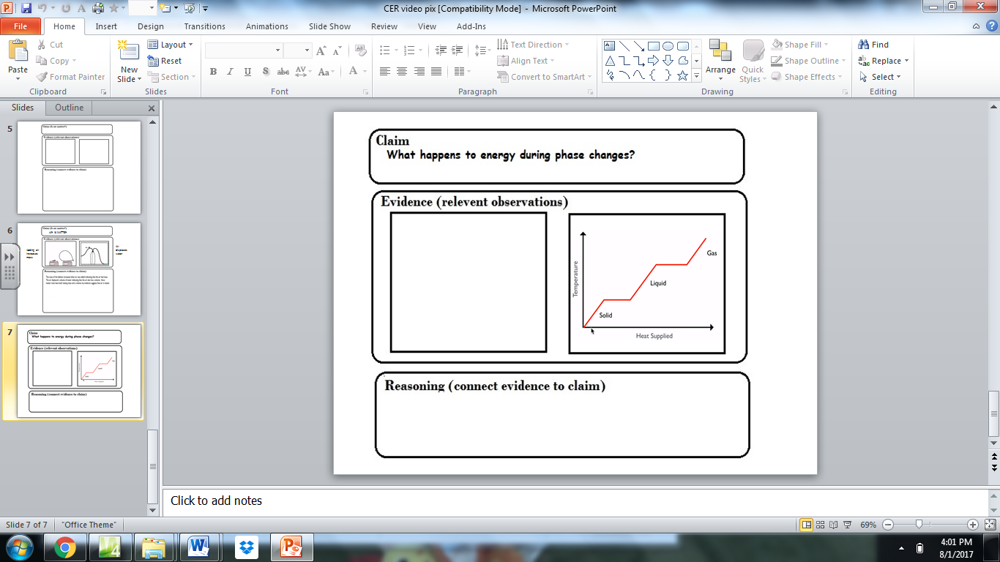 CER video pix [Compatibility Mode] - Microsoft PowerPoint
File Home Insert Design Transitions Animations Slide Show Review View Add-Ins
Paste
Cut
Copy
Format Painter
Clipboard
New Slide
Layout
Reset
Section
Slides
Font
Text Direction
Align Text
Convert to SmartArt
Paragraph
Arrange
Quick Styles
Shape Fill
Shape Outline
Shape Effects
Drawing
Find
Replace
Select
Editing
Slides Outline
5
6
7
Claim
What happens to energy during phase changes?
Evidence (relevent observations)
Reasoning (connect evidence to claim)
Claim
What happens to energy during phase changes?
Evidence (relevent observations)
Temperature
Gas
Liquid
Solid
Heat Supplied
Reasoning (connect evidence to claim)
Click to add notes
Slide 7 of 7 "Office Theme" 69%
4:01 PM
8/1/2017